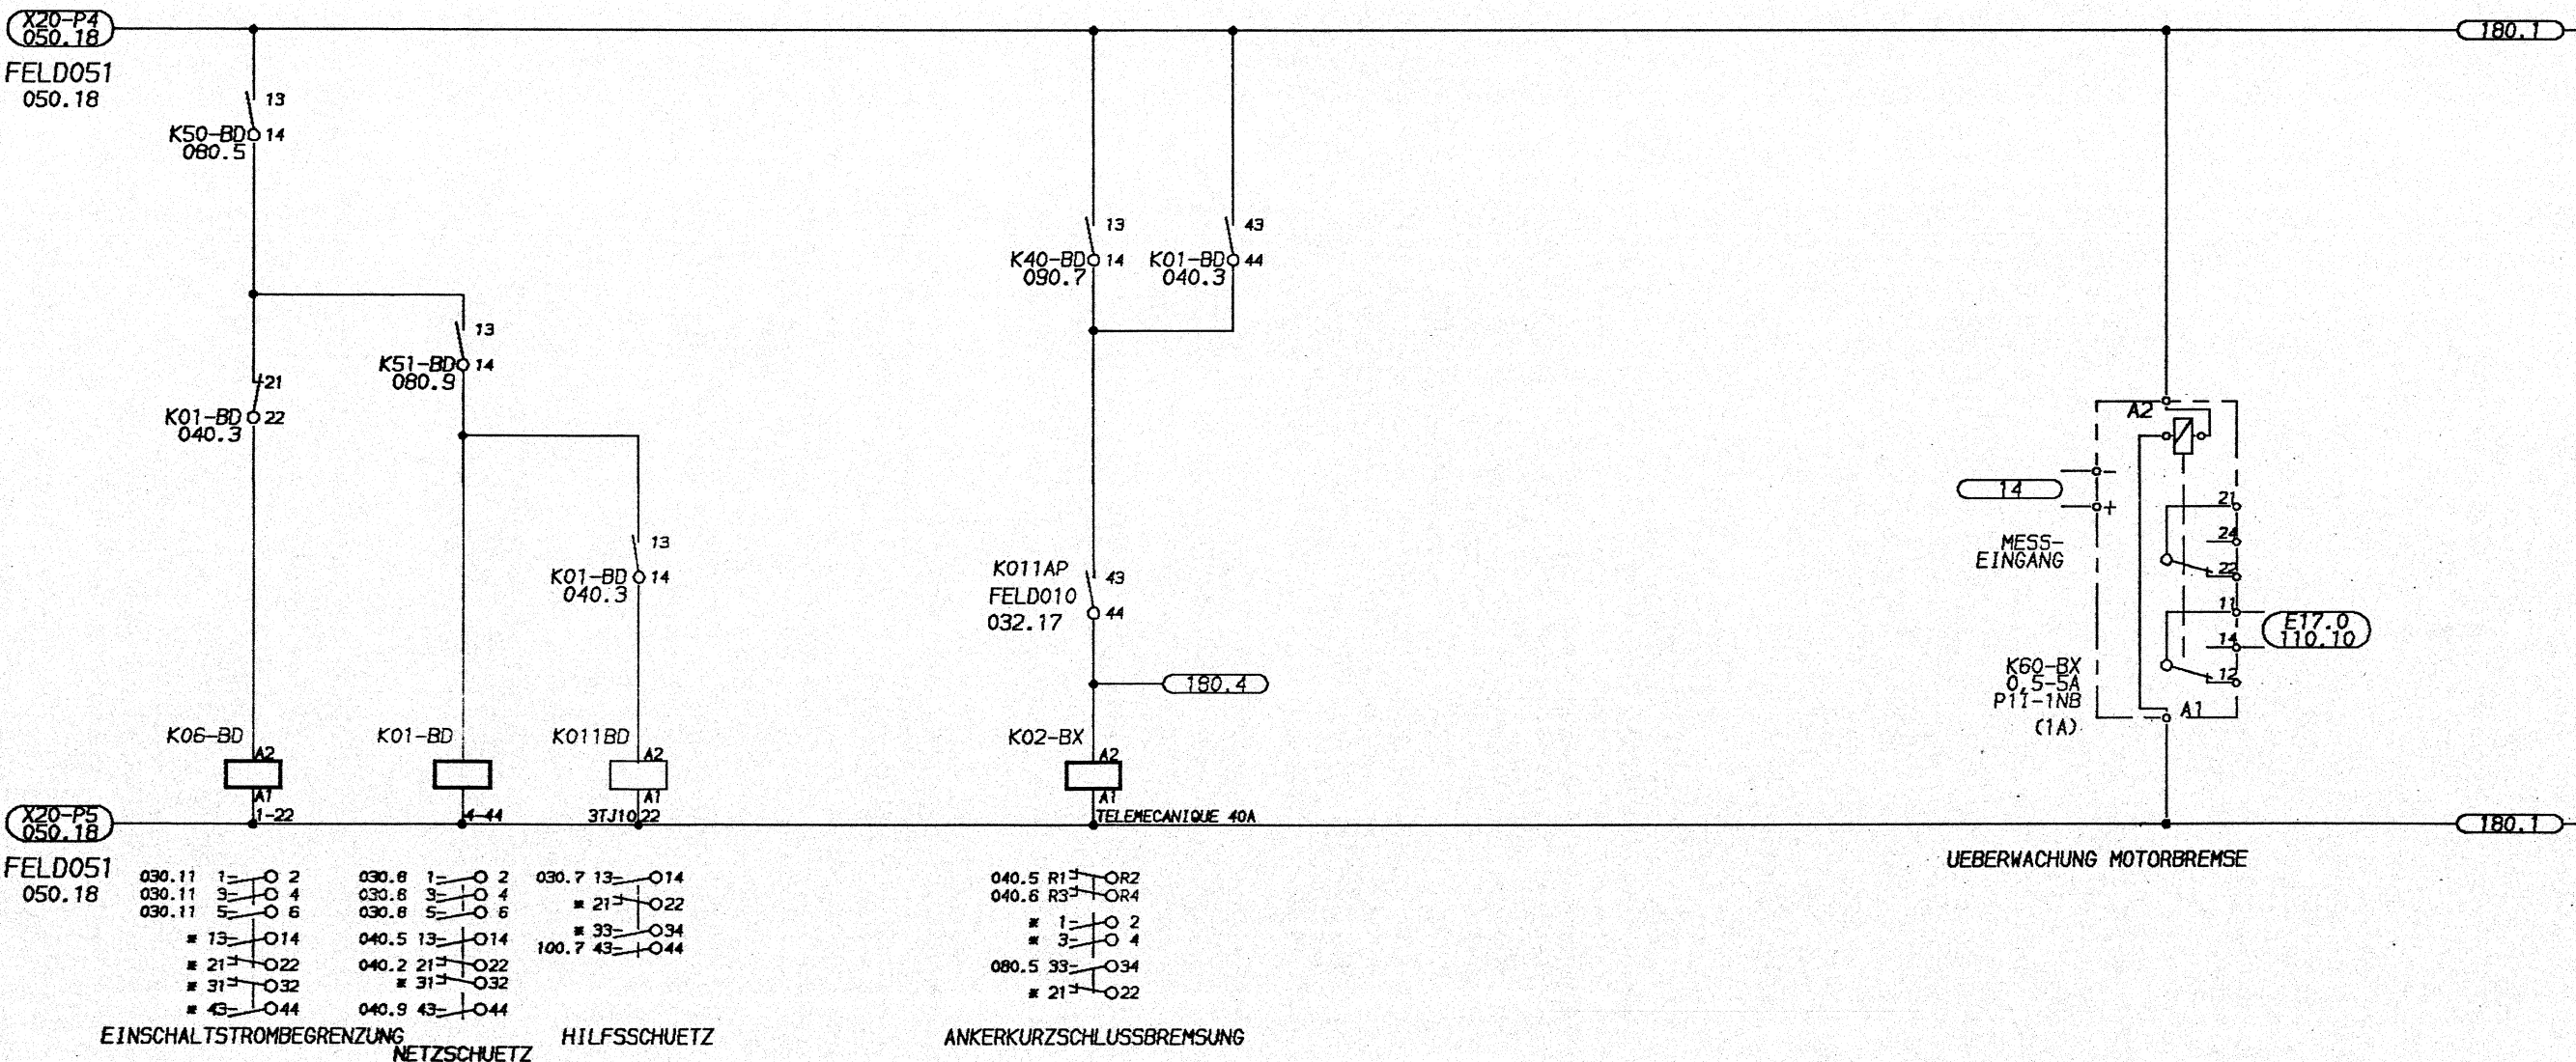 X20-P4
050.18
180.1
FELD051
050.18
13
K50-BD 14
080.5
13
K51-BD 14
080.9
21
K01-BD 22
040.3
13
K01-BD 14
040.3
13
K40-BD 14
090.7
43
K01-BD 44
040.3
K011AP 43
FELD010
44
032.17
180.4
A2
14
-
+
MESS-
EINGANG
21
24
22
11
14
12
E17.0
110.10
K60-BX
0,5-5A
P1I-1NB
(1A)
A1
K06-BD
A2
A1
1-22
K01-BD
4-44
K011BD
A2
A1
3TJ1022
K02-BX
A2
A1
TELEMECANIQUE 40A
X20-P5
050.18
180.1
FELD051
050.18
030.11 1 2
030.11 3 4
030.11 5 6
* 13 14
* 21 22
* 31 32
* 43 44
EINSCHALTSTROMBEGRENZUNG
030.8 1 2
030.8 3 4
030.8 5 6
040.5 13 14
040.2 21 22
* 31 32
040.9 43 44
NETZSCHUETZ
030.7 13 14
* 21 22
* 33 34
100.7 43 44
HILFSSCHUETZ
040.5 R1 R2
040.6 R3 R4
* 1 2
* 3 4
080.5 33 34
* 21 22
ANKERKURZSCHLUSSBREMSUNG
UEBERWACHUNG MOTORBREMSE